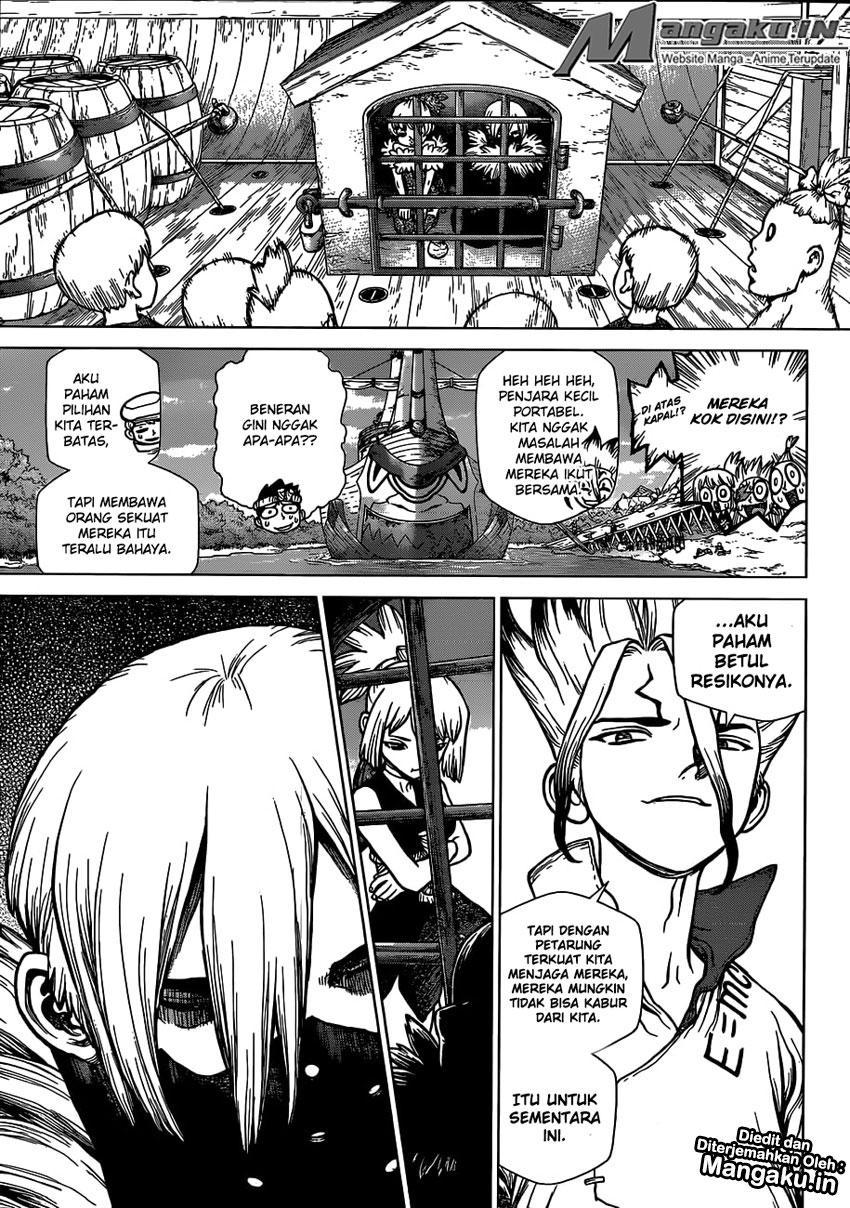 Mangaku.in
Website Manga - Anime Terupdate
MEREKA
KOK DISINI!?
DI ATAS
KAPAL!?
HEH HEH HEH,
PENJARA KECIL
PORTABEL.
KITA NGGAK
MASALAH
MEMBAWA
MEREKA IKUT
BERSAMA.
BENERAN
GINI NGGAK
APA-APA??
AKU
PAHAM
PILIHAN
KITA TER-
BATAS,
TAPI MEMBAWA
ORANG SEKUAT
MEREKA ITU
TERALU BAHAYA.
...AKU
PAHAM
BETUL
RESIKONYA.
TAPI DENGAN
PETARUNG
TERKUAT KITA
MENJAGA MEREKA,
MEREKA MUNGKIN
TIDAK BISA KABUR
DARI KITA.
ITU UNTUK
SEMENTARA
INI.
Diedit dan
Diterjemahkan Oleh :
Mangaku.in